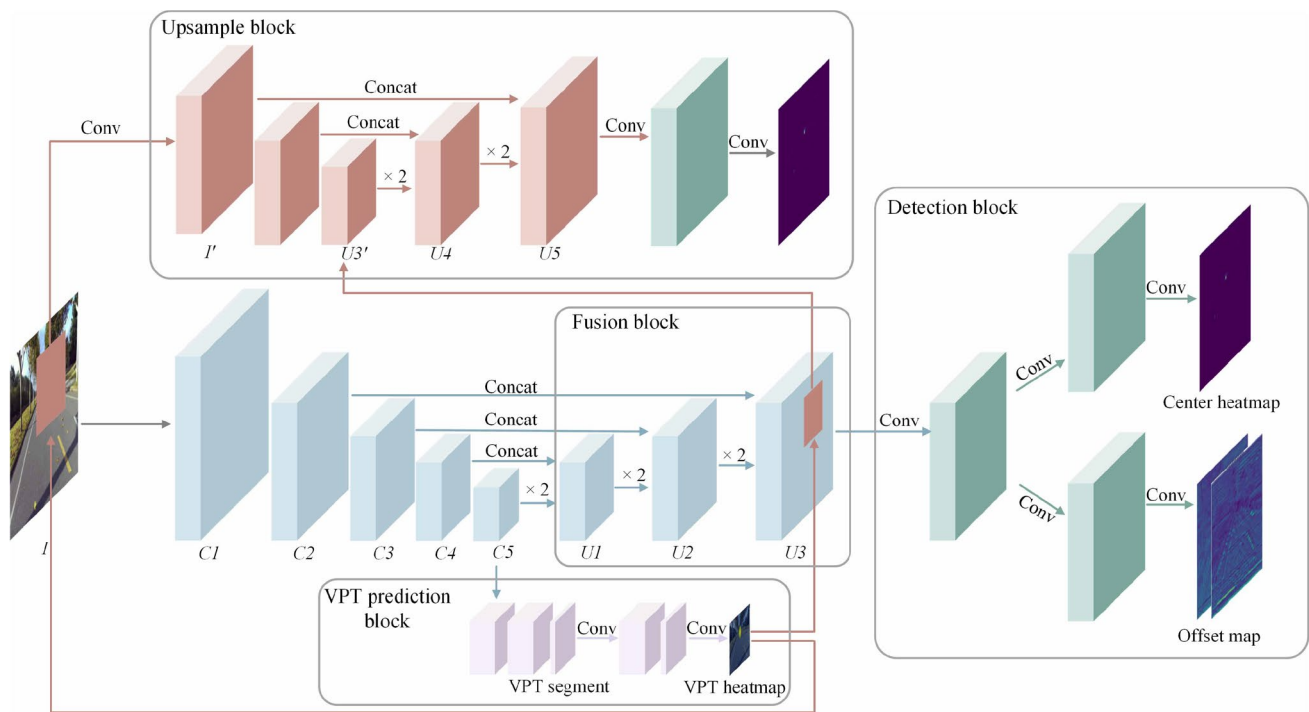 Upsample block
Concat
Conv
Concat
Conv
Conv
× 2
× 2
I′
U3′
U4
U5
Detection block
Conv
Conv
Center heatmap
Conv
Conv
Offset map
Fusion block
Concat
Conv
Concat
Concat
× 2
× 2
× 2
I
C1
C2
C3
C4
C5
U1
U2
U3
VPT prediction
block
Conv
Conv
VPT segment
VPT heatmap